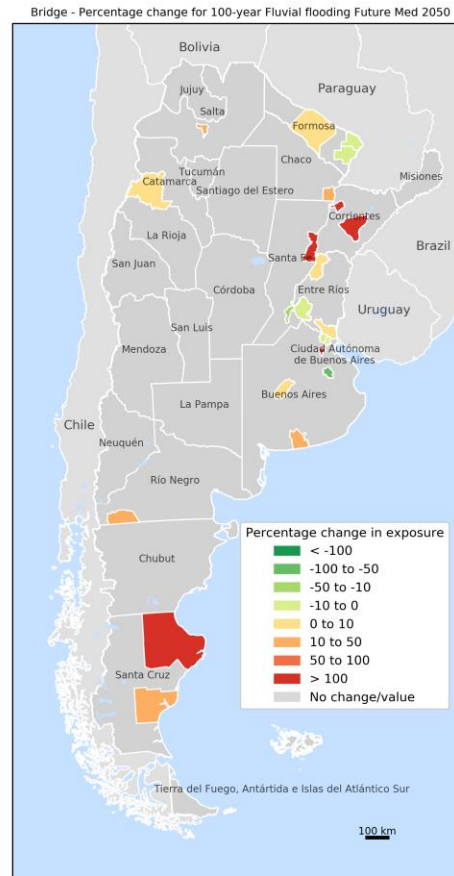 Bridge - Percentage change for 100-year Fluvial flooding Future Med 2050
Bolivia
Paraguay
Jujuy
Salta
Formosa
Chaco
Tucumán
Catamarca
Santiago del Estero
Misiones
Corrientes
La Rioja
Santa Fe
Brazil
San Juan
Córdoba
Entre Ríos
Uruguay
San Luis
Mendoza
Ciudad Autónoma
de Buenos Aires
La Pampa
Buenos Aires
Chile
Neuquén
Río Negro
Chubut
Santa Cruz
Percentage change in exposure
< -100
-100 to -50
-50 to -10
-10 to 0
0 to 10
10 to 50
50 to 100
> 100
No change/value
Tierra del Fuego, Antártida e Islas del Atlántico Sur
100 km